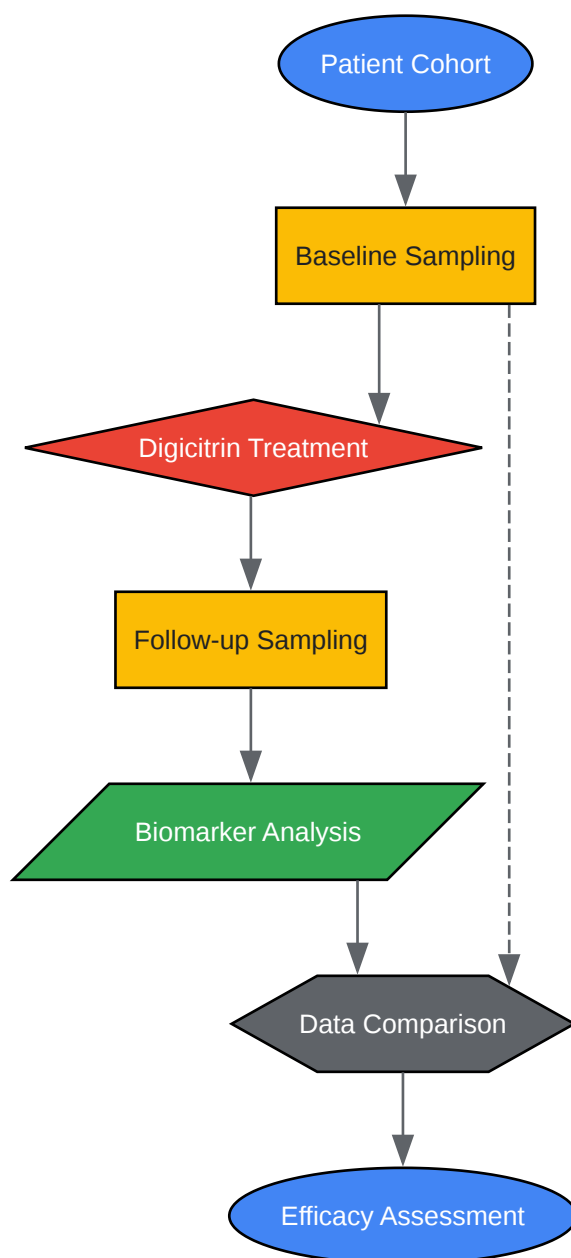 Patient Cohort
Baseline Sampling
Digicitrin Treatment
Follow-up Sampling
Biomarker Analysis
Data Comparison
Efficacy Assessment